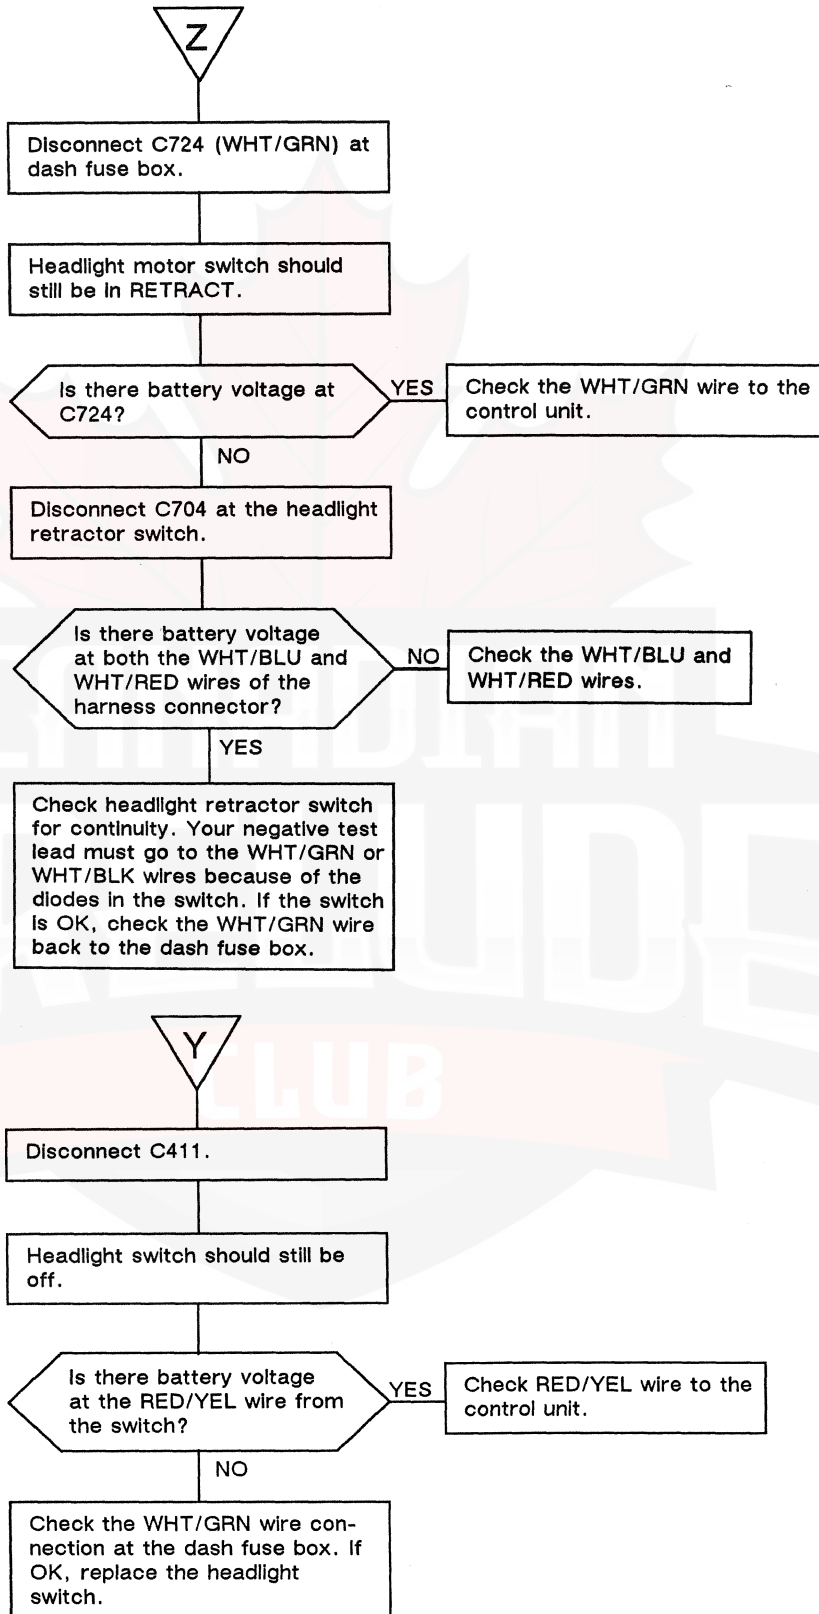 Z
Disconnect C724 (WHT/GRN) at
dash fuse box.
Headlight motor switch should
still be in RETRACT.
Is there battery voltage at
C724?
YES
Check the WHT/GRN wire to the
control unit.
NO
Disconnect C704 at the headlight
retractor switch.
Is there battery voltage
at both the WHT/BLU and
WHT/RED wires of the
harness connector?
NO
Check the WHT/BLU and
WHT/RED wires.
YES
Check headlight retractor switch
for continuity. Your negative test
lead must go to the WHT/GRN or
WHT/BLK wires because of the
diodes in the switch. If the switch
is OK, check the WHT/GRN wire
back to the dash fuse box.
CANADIAN
PRELUDE
CLUB
Y
Disconnect C411.
Headlight switch should still be
off.
Is there battery voltage
at the RED/YEL wire from
the switch?
YES
Check RED/YEL wire to the
control unit.
NO
Check the WHT/GRN wire con-
nection at the dash fuse box. If
OK, replace the headlight
switch.